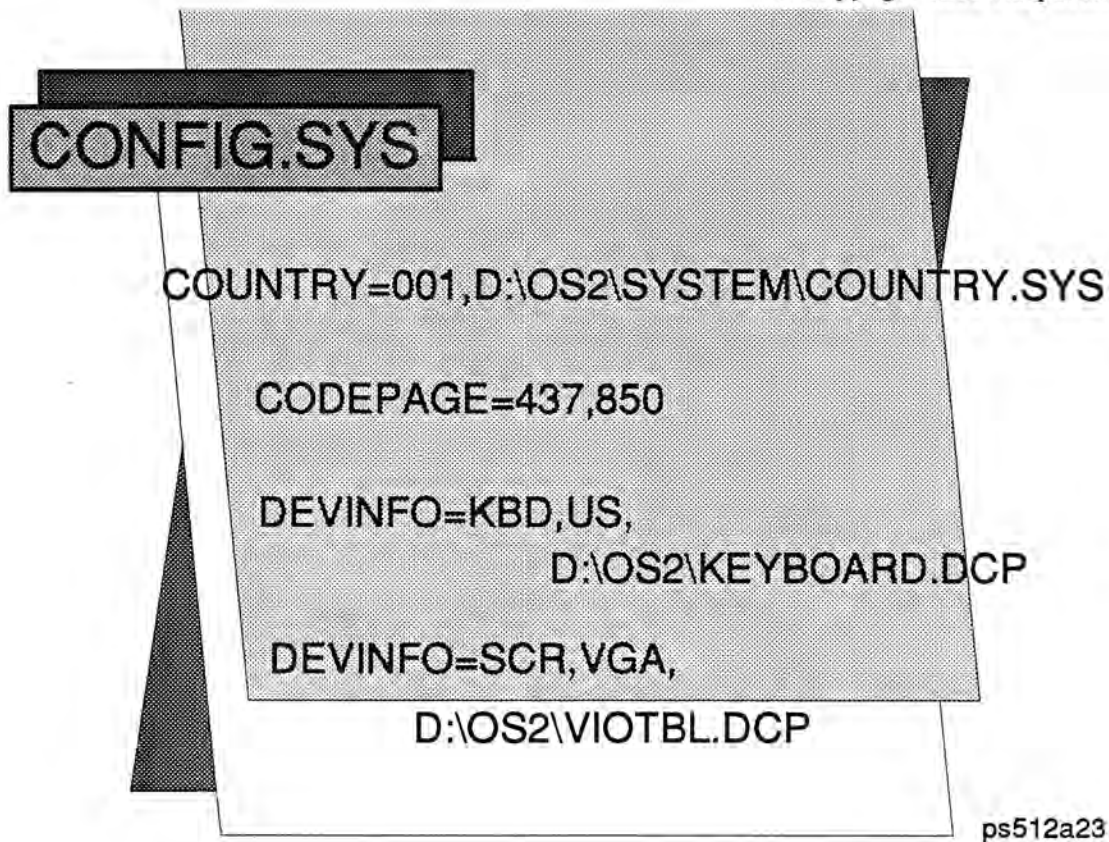 CONFIG.SYS
COUNTRY=001,D:\OS2\SYSTEM\COUNTRY.SYS
CODEPAGE=437,850
DEVINFO=KBD,US,
D:\OS2\KEYBOARD.DCP
DEVINFO=SCR,VGA,
D:\OS2\VIOTBL.DCP
ps512a23